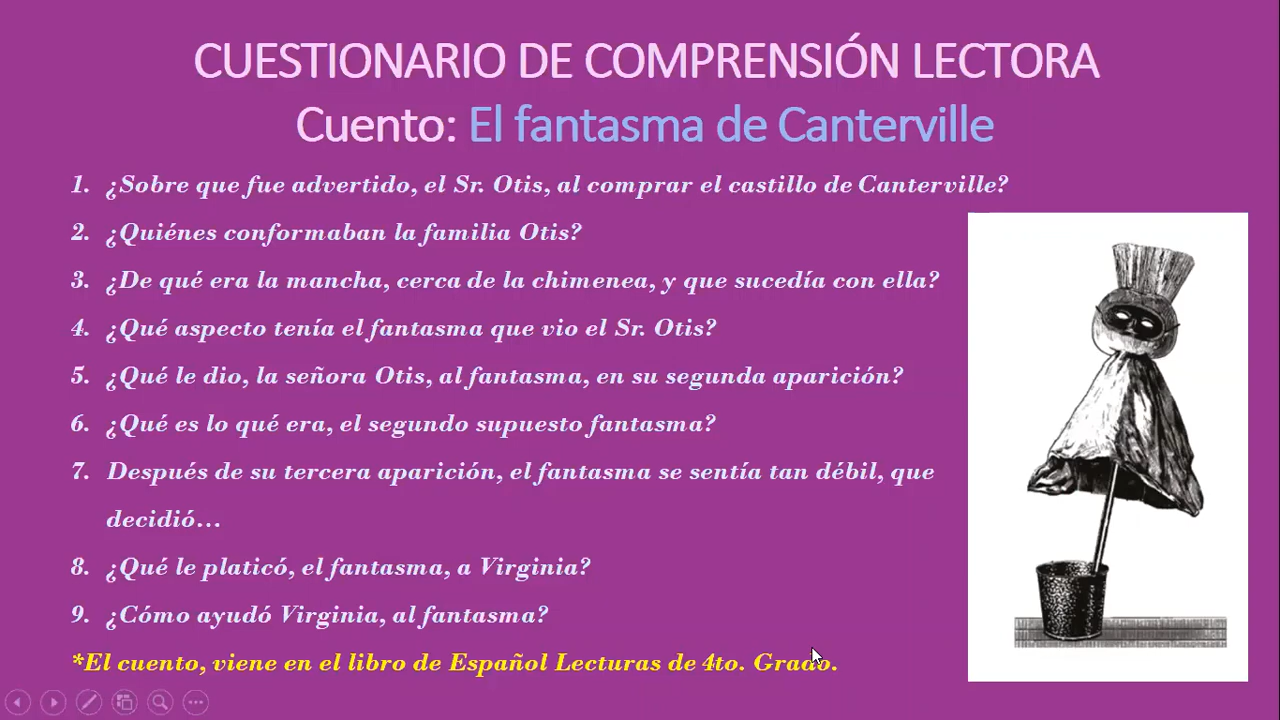 CUESTIONARIO DE COMPRENSIÓN LECTORA
Cuento: El fantasma de Canterville
1. ¿Sobre que fue advertido, el Sr. Otis, al comprar el castillo de Canterville?
2. ¿Quiénes conformaban la familia Otis?
3. ¿De qué era la mancha, cerca de la chimenea, y que sucedía con ella?
4. ¿Qué aspecto tenía el fantasma que vio el Sr. Otis?
5. ¿Qué le dio, la señora Otis, al fantasma, en su segunda aparición?
6. ¿Qué es lo qué era, el segundo supuesto fantasma?
7. Después de su tercera aparición, el fantasma se sentía tan débil, que
decidió...
8. ¿Qué le platicó, el fantasma, a Virginia?
9. ¿Cómo ayudó Virginia, al fantasma?
*El cuento, viene en el libro de Español Lecturas de 4to. Grado.